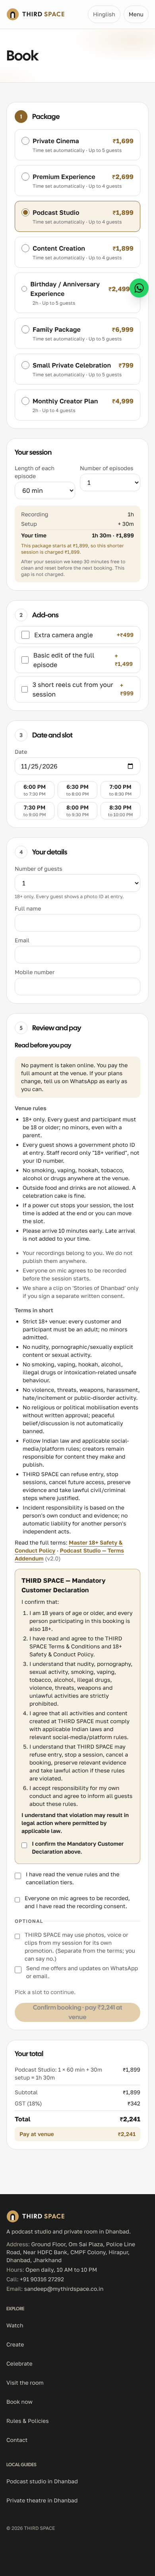 THIRD SPACE
Hinglish
Menu
Book
1
Package
Private Cinema
₹1,699
Time set automatically · Up to 5 guests
Premium Experience
₹2,699
Time set automatically · Up to 4 guests
Podcast Studio
₹1,899
Time set automatically · Up to 4 guests
Content Creation
₹1,899
Time set automatically · Up to 4 guests
Birthday / Anniversary
Experience
₹2,499
2h · Up to 5 guests
Family Package
₹6,999
Time set automatically · Up to 5 guests
Small Private Celebration
₹799
Time set automatically · Up to 5 guests
Monthly Creator Plan
₹4,999
2h · Up to 4 guests
Your session
Length of each
episode
Number of episodes
60 min
1
Recording
1h
Setup
+ 30m
Your time
1h 30m · ₹1,899
This package starts at ₹1,899, so this shorter
session is charged ₹1,899.
After your session we keep 30 minutes free to
clean and reset before the next booking. This
gap is not charged.
2
Add-ons
Extra camera angle
+₹499
Basic edit of the full
episode
+
₹1,499
3 short reels cut from your
session
+
₹999
3
Date and slot
Date
11/25/2026
6:00 PM
to 7:30 PM
6:30 PM
to 8:00 PM
7:00 PM
to 8:30 PM
7:30 PM
to 9:00 PM
8:00 PM
to 9:30 PM
8:30 PM
to 10:00 PM
4
Your details
Number of guests
1
18+ only. Every guest shows a photo ID at entry.
Full name
Email
Mobile number
5
Review and pay
Read before you pay
No payment is taken online. You pay the
full amount at the venue. If your plans
change, tell us on WhatsApp as early as
you can.
Venue rules
18+ only. Every guest and participant must
be 18 or older; no minors, even with a
parent.
Every guest shows a government photo ID
at entry. Staff record only "18+ verified", not
your ID number.
No smoking, vaping, hookah, tobacco,
alcohol or drugs anywhere at the venue.
Outside food and drinks are not allowed. A
celebration cake is fine.
If a power cut stops your session, the lost
time is added at the end or you can move
the slot.
Please arrive 10 minutes early. Late arrival
is not added to your time.
Your recordings belong to you. We do not
publish them anywhere.
Everyone on mic agrees to be recorded
before the session starts.
We share a clip on 'Stories of Dhanbad' only
if you sign a separate written consent.
Terms in short
Strict 18+ venue: every customer and
participant must be an adult; no minors
admitted.
No nudity, pornographic, sexually explicit
content or sexual activity.
No smoking, vaping, hookah, alcohol,
illegal drugs or intoxication-related unsafe
behaviour.
No violence, threats, weapons, harassment,
hate/incitement or public-disorder activity.
No religious or political instigation/events
without written approval; peaceful
belief/discussion is not automatically
banned.
Follow Indian law and applicable social-
media/platform rules; creators remain
responsible for content they make and
publish.
THIRD SPACE can refuse entry, stop
sessions, cancel future access, preserve
evidence and take lawful civil/criminal
steps where justified.
Incident responsibility is based on the
person's own conduct and evidence; no
automatic liability for another person's
independent acts.
Read the full terms: Master 18+ Safety &
Conduct Policy · Podcast Studio — Terms
Addendum (v2.0)
THIRD SPACE — Mandatory
Customer Declaration
I confirm that:
1. I am 18 years of age or older, and every
person participating in this booking is
also 18+.
2. I have read and agree to the THIRD
SPACE Terms & Conditions and 18+
Safety & Conduct Policy.
3. I understand that nudity, pornography,
sexual activity, smoking, vaping,
tobacco, alcohol, illegal drugs,
violence, threats, weapons and
unlawful activities are strictly
prohibited.
4. I agree that all activities and content
created at THIRD SPACE must comply
with applicable Indian laws and
relevant social-media/platform rules.
5. I understand that THIRD SPACE may
refuse entry, stop a session, cancel a
booking, preserve relevant evidence
and take lawful action if these rules
are violated.
6. I accept responsibility for my own
conduct and agree to inform all guests
about these rules.
I understand that violation may result in
legal action where permitted by
applicable law.
I confirm the Mandatory Customer
Declaration above.
I have read the venue rules and the
cancellation tiers.
Everyone on mic agrees to be recorded,
and I have read the recording consent.
OPTIONAL
THIRD SPACE may use photos, voice or
clips from my session for its own
promotion. (Separate from the terms; you
can say no.)
Send me offers and updates on WhatsApp
or email.
Pick a slot to continue.
Confirm booking · pay ₹2,241 at
venue
Your total
Podcast Studio: 1 × 60 min + 30m
setup = 1h 30m
₹1,899
Subtotal
₹1,899
GST (18%)
₹342
Total
₹2,241
Pay at venue
₹2,241
THIRD SPACE
A podcast studio and private room in Dhanbad.
Address: Ground Floor, Om Sai Plaza, Police Line
Road, Near HDFC Bank, CMPF Colony, Hirapur,
Dhanbad, Jharkhand
Hours: Open daily, 10 AM to 10 PM
Call: +91 90316 27292
Email: sandeep@mythirdspace.co.in
EXPLORE
Watch
Create
Celebrate
Visit the room
Book now
Rules & Policies
Contact
LOCAL GUIDES
Podcast studio in Dhanbad
Private theatre in Dhanbad
© 2026 THIRD SPACE